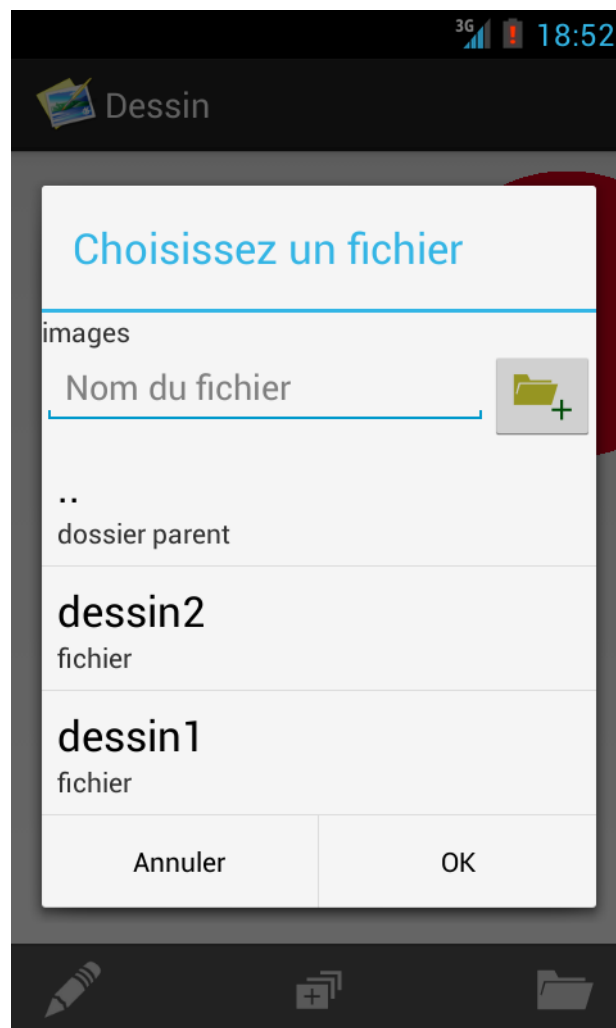 3G
18:52
Dessin
Choisissez un fichier
images
Nom du fichier
..
dossier parent
dessin2
fichier
dessin1
fichier
Annuler
OK